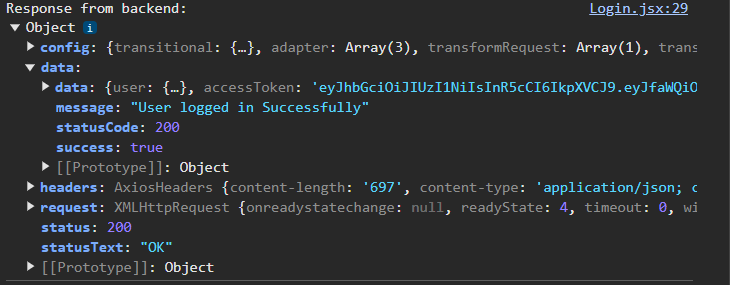 Response from backend: Login.jsx:29
▼ Object i
▶ config: {transitional: {…}, adapter: Array(3), transformRequest: Array(1), trans
▼ data:
▶ data: {user: {…}, accessToken: 'eyJhbGciOiJIUzI1NiIsInR5cCI6IkpXVCJ9.eyJfaWQiO
message: "User logged in Successfully"
statusCode: 200
success: true
▶ [[Prototype]]: Object
▶ headers: AxiosHeaders {content-length: '697', content-type: 'application/json; c
▶ request: XMLHttpRequest {onreadystatechange: null, readyState: 4, timeout: 0, wi
status: 200
statusText: "OK"
▶ [[Prototype]]: Object